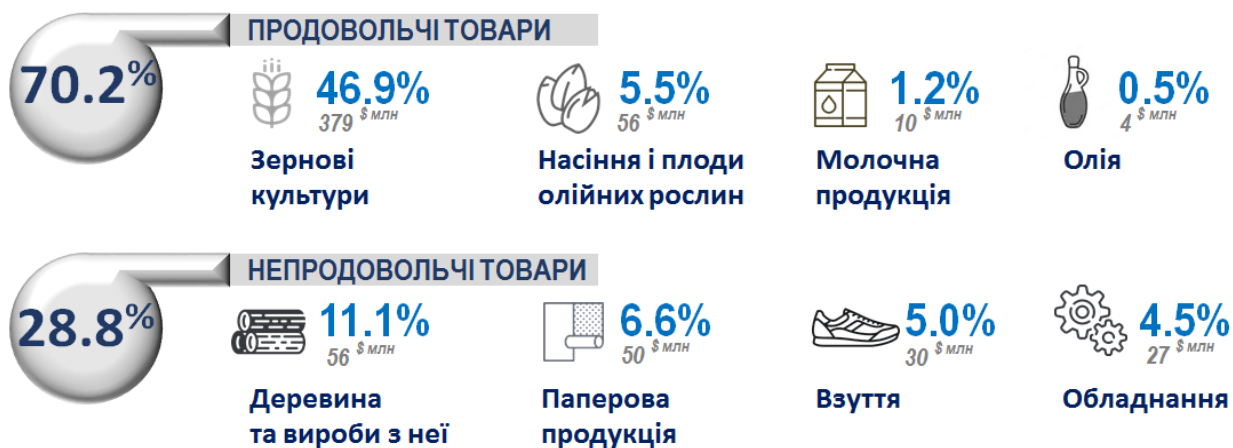 ПРОДОВОЛЬЧІ ТОВАРИ
70.2%
46.9%
379 $ млн
Зернові
культури
5.5%
56 $ млн
Насіння і плоди
олійних рослин
1.2%
10 $ млн
Молочна
продукція
0.5%
4 $ млн
Олія
НЕПРОДОВОЛЬЧІ ТОВАРИ
28.8%
11.1%
56 $ млн
Деревина
та вироби з неї
6.6%
50 $ млн
Паперова
продукція
5.0%
30 $ млн
Взуття
4.5%
27 $ млн
Обладнання